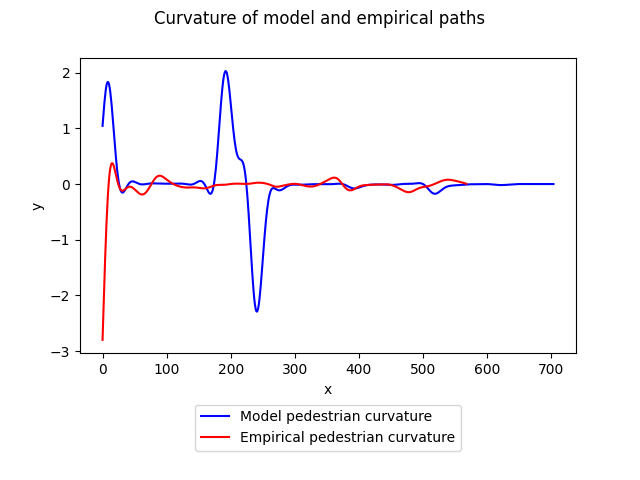 Curvature of model and empirical paths
2
1
0
−1
−2
−3
y
0 100 200 300 400 500 600 700
x
Model pedestrian curvature
Empirical pedestrian curvature